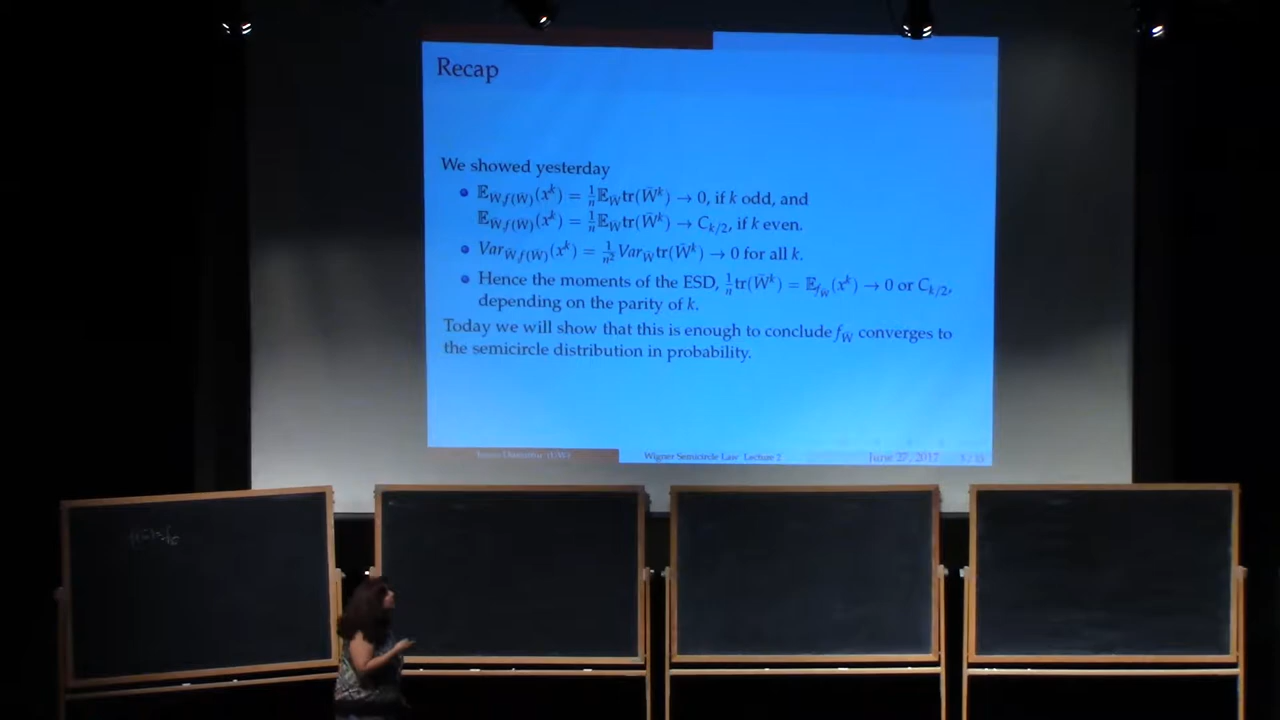 Recap
We showed yesterday
• 𝔼_{W̃,f(W̃)}(x^k) = 1/n 𝔼_{W̃} tr(W̃^k) → 0, if k odd, and
𝔼_{W̃,f(W̃)}(x^k) = 1/n 𝔼_{W̃} tr(W̃^k) → C_{k/2}, if k even.
• Var_{W̃,f(W̃)}(x^k) = 1/n² Var_{W̃} tr(W̃^k) → 0 for all k.
• Hence the moments of the ESD, 1/n tr(W̃^k) = 𝔼_{f_W̃}(x^k) → 0 or C_{k/2},
depending on the parity of k.
Today we will show that this is enough to conclude f_W̃ converges to
the semicircle distribution in probability.
(UW) Wigner Semicircle Law Lecture 2 June 27, 2017